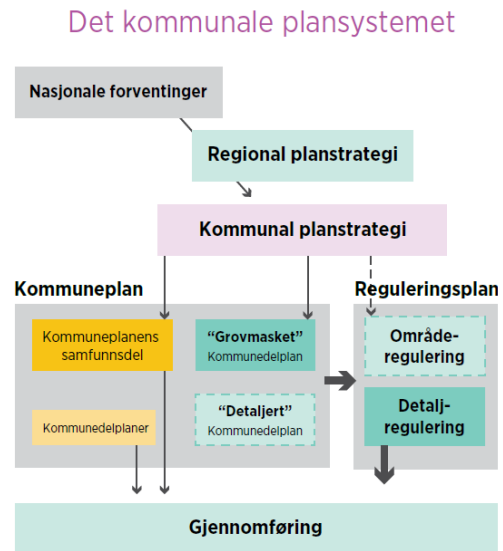 Det kommunale plansystemet
Nasjonale forventinger
Regional planstrategi
Kommunal planstrategi
Kommuneplan
Reguleringsplan
Kommuneplanens
samfunnsdel
“Grovmasket”
Kommunedelplan
Område-
regulering
Kommunedelplaner
“Detaljert”
Kommunedelplan
Detalj-
regulering
Gjennomføring